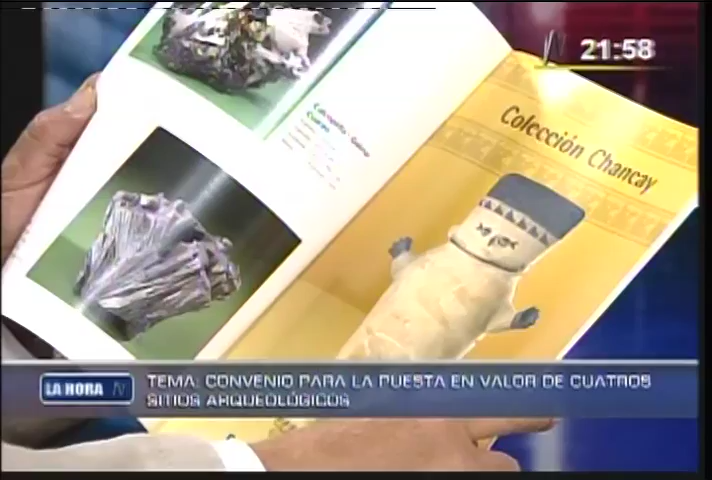 21:58
Colección Chancay
LA HORA N
TEMA: CONVENIO PARA LA PUESTA EN VALOR DE CUATROS
SITIOS ARQUEOLÓGICOS